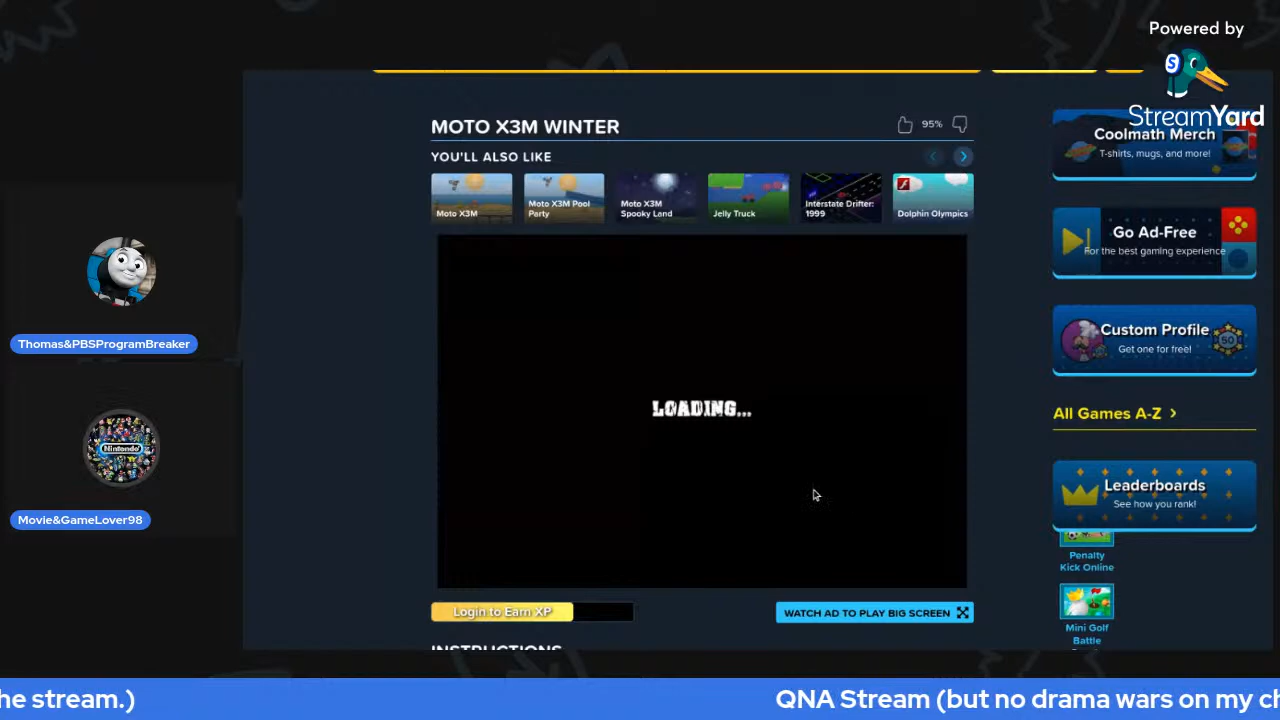 Powered by
StreamYard
MOTO X3M WINTER
95%
YOU'LL ALSO LIKE
Moto X3M
Moto X3M Pool
Party
Moto X3M
Spooky Land
Jelly Truck
Interstate Drifter:
1999
Dolphin Olympics
Coolmath Merch
T-shirts, mugs, and more!
Go Ad-Free
For the best gaming experience
Custom Profile
Get one for free!
50
All Games A-Z >
Leaderboards
See how you rank!
Penalty
Kick Online
Mini Golf
Battle
LOADING...
Thomas&PBSProgramBreaker
Nintendo
Movie&GameLover98
Login to Earn XP
WATCH AD TO PLAY BIG SCREEN
INSTRUCTIONS
he stream.)
QNA Stream (but no drama wars on my ch